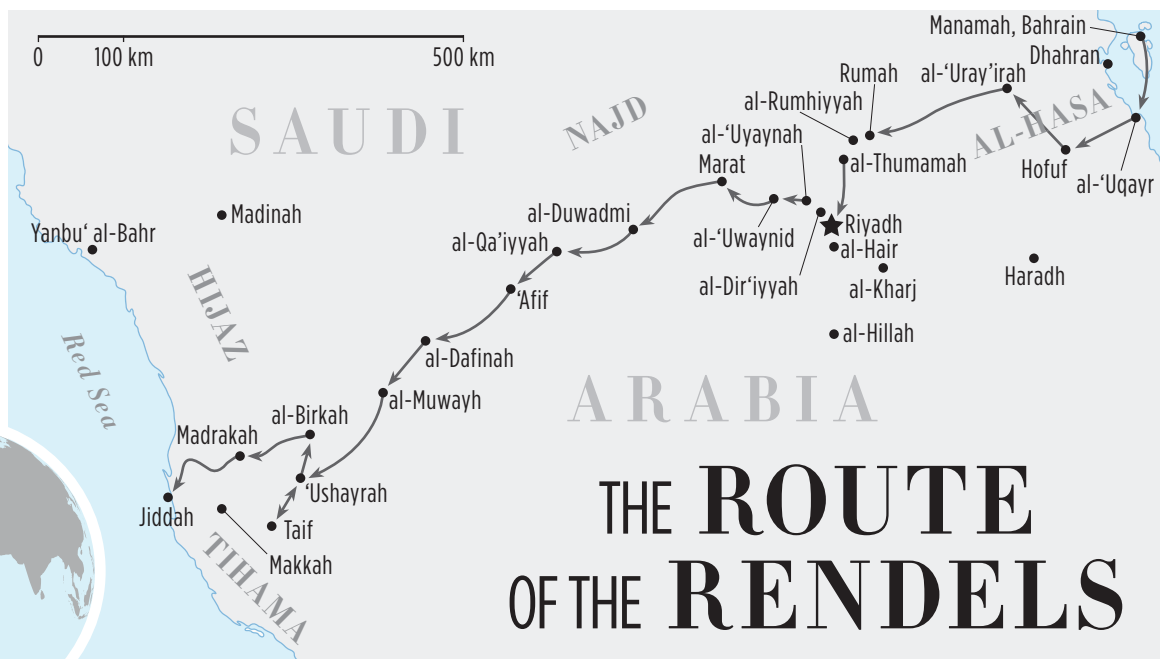 Manamah, Bahrain
0 100 km 500 km
Dhahran
Rumah
al-‘Uray’irah
al-Rumhiyyah
SAUDI
NAJD
AL-HASA
al-‘Uyaynah
Marat
al-Thumamah
Hofuf
al-‘Uqayr
Madinah
al-Duwadmi
Riyadh
Yanbu‘ al-Bahr
al-Qa’iyyah
al-‘Uwaynid
al-Hair
al-Dir‘iyyah
al-Kharj
Haradh
HIJAZ
‘Afif
al-Hillah
Red Sea
al-Dafinah
ARABIA
al-Muwayh
al-Birkah
Madrakah
‘Ushayrah
Jiddah
Taif
Makkah
TIHAMA
THE ROUTE
OF THE RENDELS